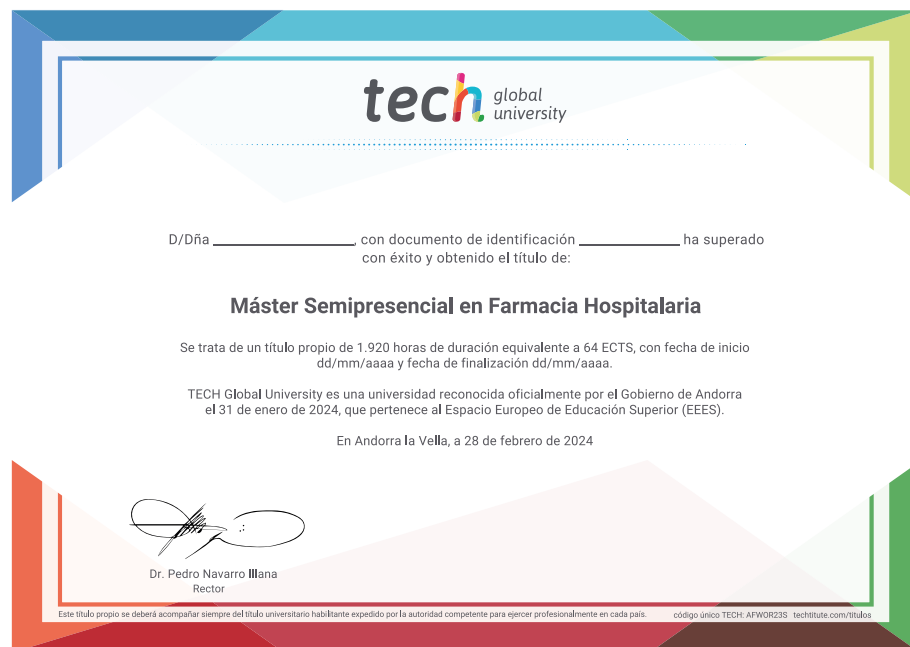 tech global university
D/Dña ______________, con documento de identificación __________ ha superado
con éxito y obtenido el título de:
Máster Semipresencial en Farmacia Hospitalaria
Se trata de un título propio de 1.920 horas de duración equivalente a 64 ECTS, con fecha de inicio
dd/mm/aaaa y fecha de finalización dd/mm/aaaa.
TECH Global University es una universidad reconocida oficialmente por el Gobierno de Andorra
el 31 de enero de 2024, que pertenece al Espacio Europeo de Educación Superior (EEES).
En Andorra la Vella, a 28 de febrero de 2024
Dr. Pedro Navarro Illana
Rector
Este título propio se deberá acompañar siempre del título universitario habilitante expedido por la autoridad competente para ejercer profesionalmente en cada país. código único TECH: AFWOR23S techtitute.com/titulos